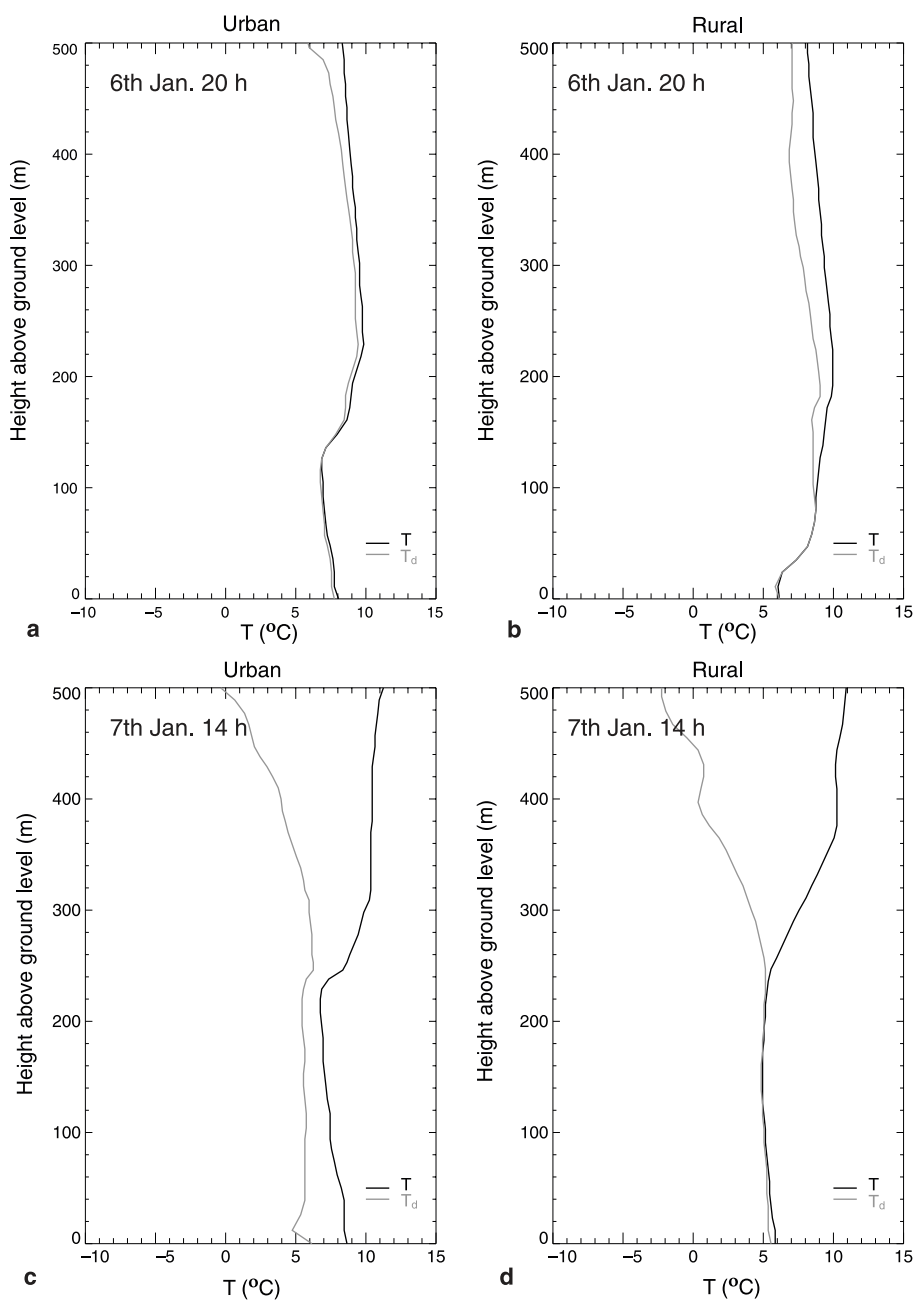 Urban
6th Jan. 20 h
Height above ground level (m)
500
400
300
200
100
0
T
Td
−10 −5 0 5 10 15
T (ºC)
a
Rural
6th Jan. 20 h
Height above ground level (m)
500
400
300
200
100
0
T
Td
−10 −5 0 5 10 15
T (ºC)
b
Urban
7th Jan. 14 h
Height above ground level (m)
500
400
300
200
100
0
T
Td
−10 −5 0 5 10 15
T (ºC)
c
Rural
7th Jan. 14 h
Height above ground level (m)
500
400
300
200
100
0
T
Td
−10 −5 0 5 10 15
T (ºC)
d